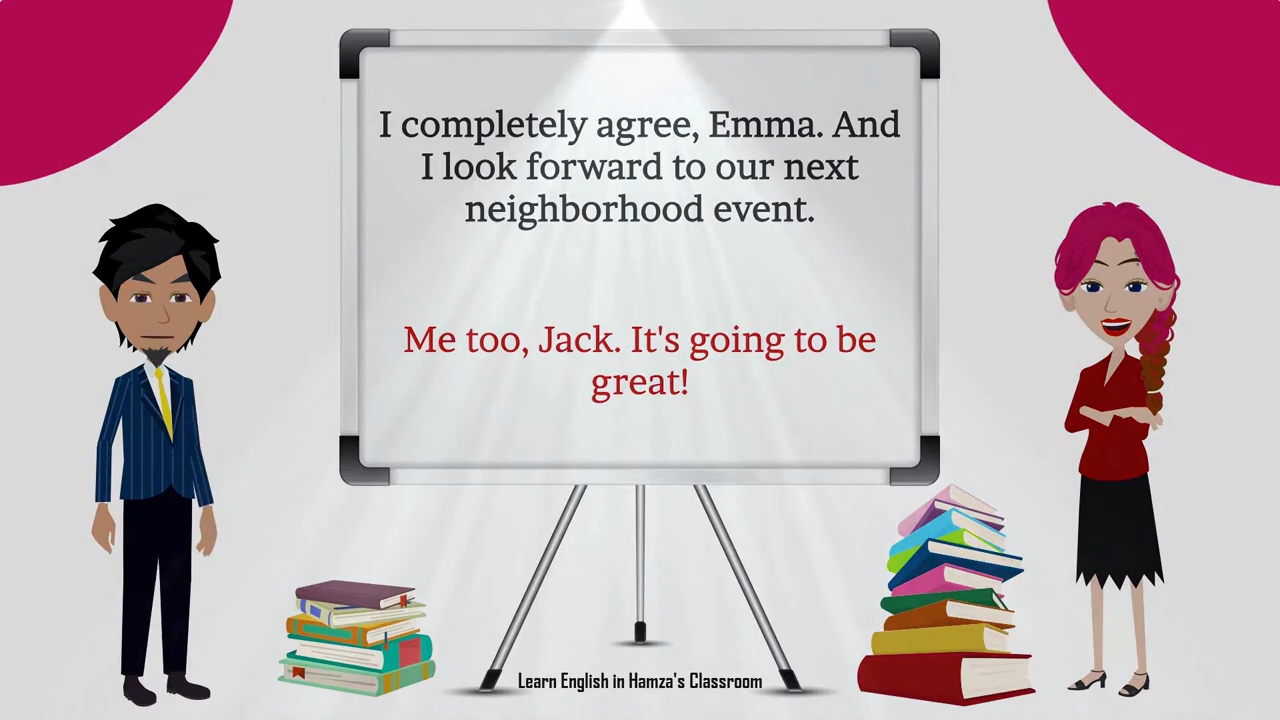 I completely agree, Emma. And
I look forward to our next
neighborhood event.
Me too, Jack. It's going to be
great!
Learn English in Hamza's Classroom